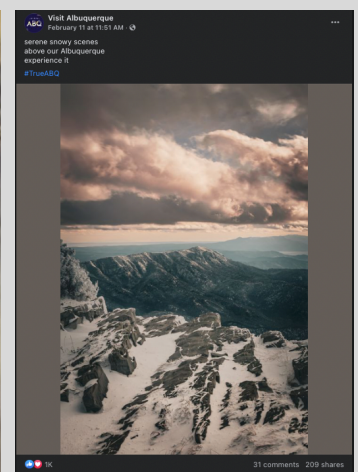 ABQ
Visit Albuquerque
February 11 at 11:51 AM ·
serene snowy scenes
above our Albuquerque
experience it
#TrueABQ
1K
31 comments 209 shares